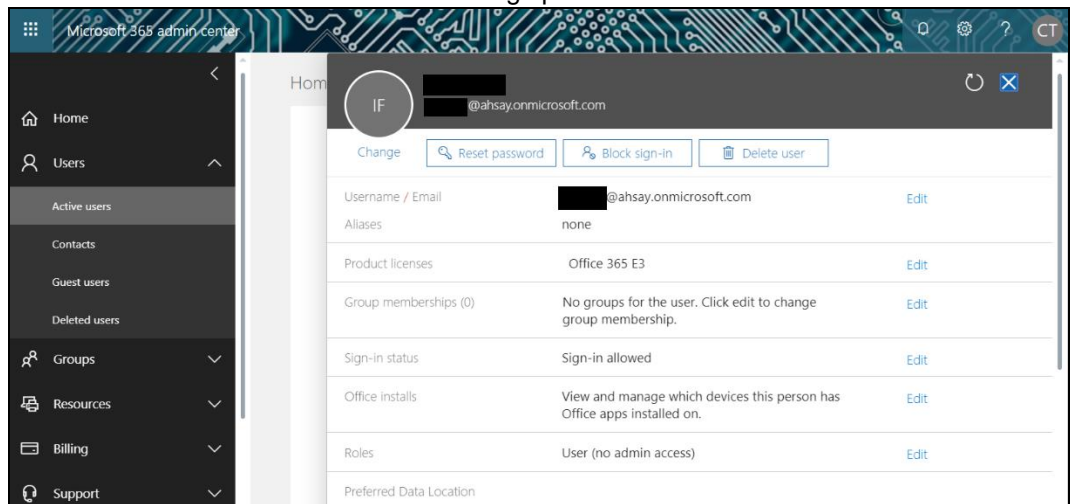 Microsoft 365 admin center
?
CT
Home
Users
Active users
Contacts
Guest users
Deleted users
Groups
Resources
Billing
Support
Hom
IF
@ahsay.onmicrosoft.com
Change
Reset password
Block sign-in
Delete user
Username / Email
@ahsay.onmicrosoft.com
Edit
Aliases
none
Product licenses
Office 365 E3
Edit
Group memberships (0)
No groups for the user. Click edit to change
group membership.
Edit
Sign-in status
Sign-in allowed
Edit
Office installs
View and manage which devices this person has
Office apps installed on.
Edit
Roles
User (no admin access)
Edit
Preferred Data Location